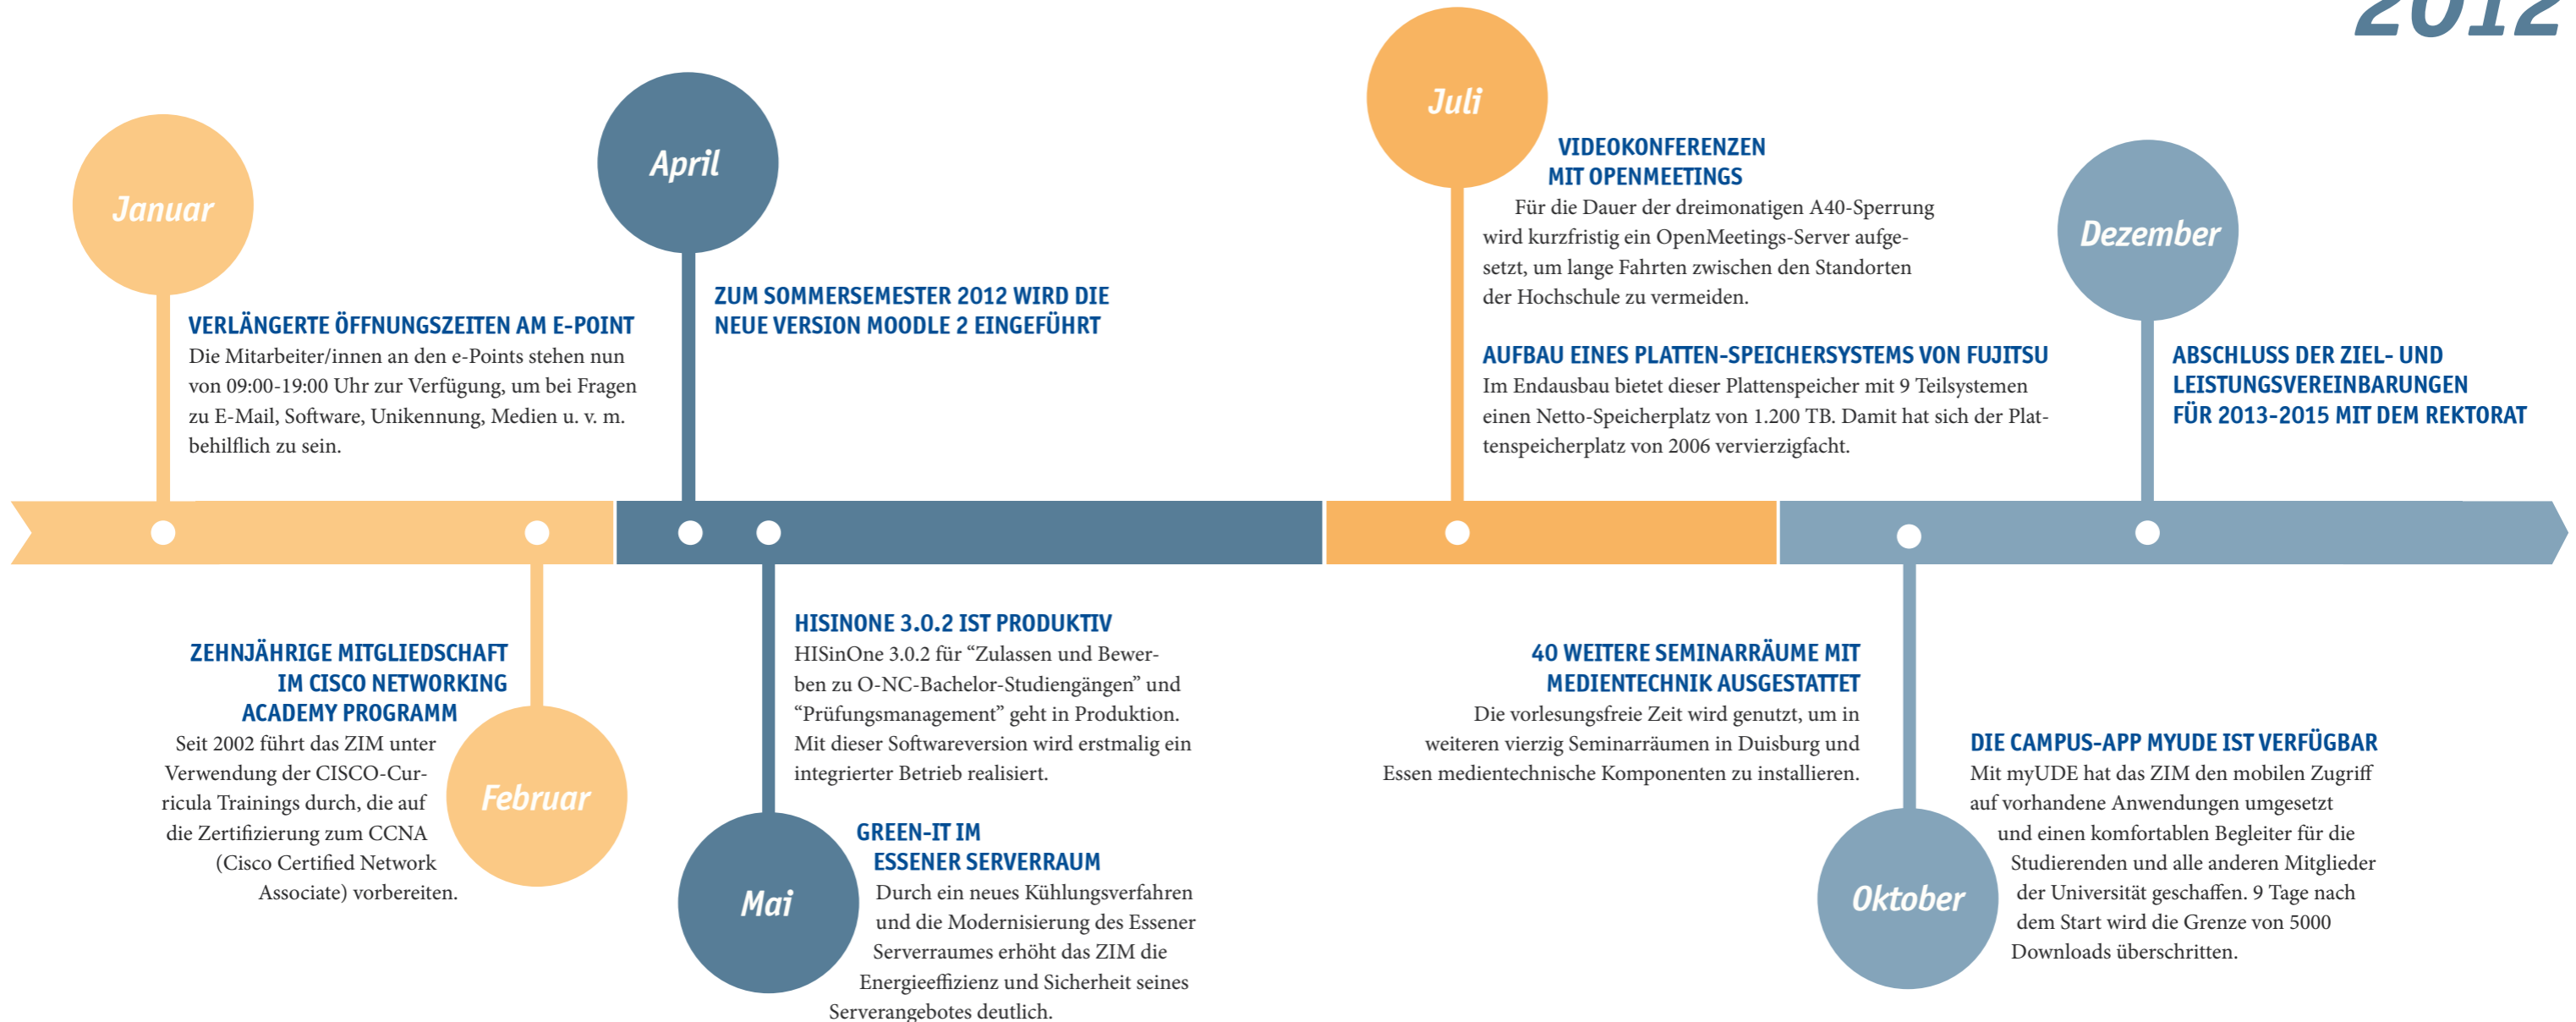 2012
Januar
VERLÄNGERTE ÖFFNUNGSZEITEN AM E-POINT
Die Mitarbeiter/innen an den e-Points stehen nun
von 09:00-19:00 Uhr zur Verfügung, um bei Fragen
zu E-Mail, Software, Unikennung, Medien u. v. m.
behilflich zu sein.
April
ZUM SOMMERSEMESTER 2012 WIRD DIE
NEUE VERSION MOODLE 2 EINGEFÜHRT
Juli
VIDEOKONFERENZEN
MIT OPENMEETINGS
Für die Dauer der dreimonatigen A40-Sperrung
wird kurzfristig ein OpenMeetings-Server aufge-
setzt, um lange Fahrten zwischen den Standorten
der Hochschule zu vermeiden.
AUFBAU EINES PLATTEN-SPEICHERSYSTEMS VON FUJITSU
Im Endausbau bietet dieser Plattenspeicher mit 9 Teilsystemen
einen Netto-Speicherplatz von 1.200 TB. Damit hat sich der Plat-
tenspeicherplatz von 2006 vervierzigfacht.
Dezember
ABSCHLUSS DER ZIEL- UND
LEISTUNGSVEREINBARUNGEN
FÜR 2013-2015 MIT DEM REKTORAT
ZEHNJÄHRIGE MITGLIEDSCHAFT
IM CISCO NETWORKING
ACADEMY PROGRAMM
Seit 2002 führt das ZIM unter
Verwendung der CISCO-Cur-
ricula Trainings durch, die auf
die Zertifizierung zum CCNA
(Cisco Certified Network
Associate) vorbereiten.
Februar
HISINONE 3.0.2 IST PRODUKTIV
HISinOne 3.0.2 für “Zulassen und Bewer-
ben zu O-NC-Bachelor-Studiengängen” und
“Prüfungsmanagement” geht in Produktion.
Mit dieser Softwareversion wird erstmalig ein
integrierter Betrieb realisiert.
GREEN-IT IM
ESSENER SERVERRAUM
Durch ein neues Kühlungsverfahren
und die Modernisierung des Essener
Serverraumes erhöht das ZIM die
Energieeffizienz und Sicherheit seines
Serverangebotes deutlich.
Mai
40 WEITERE SEMINARRÄUME MIT
MEDIENTECHNIK AUSGESTATTET
Die vorlesungsfreie Zeit wird genutzt, um in
weiteren vierzig Seminarräumen in Duisburg und
Essen medientechnische Komponenten zu installieren.
Oktober
DIE CAMPUS-APP MYUDE IST VERFÜGBAR
Mit myUDE hat das ZIM den mobilen Zugriff
auf vorhandene Anwendungen umgesetzt
und einen komfortablen Begleiter für die
Studierenden und alle anderen Mitglieder
der Universität geschaffen. 9 Tage nach
dem Start wird die Grenze von 5000
Downloads überschritten.